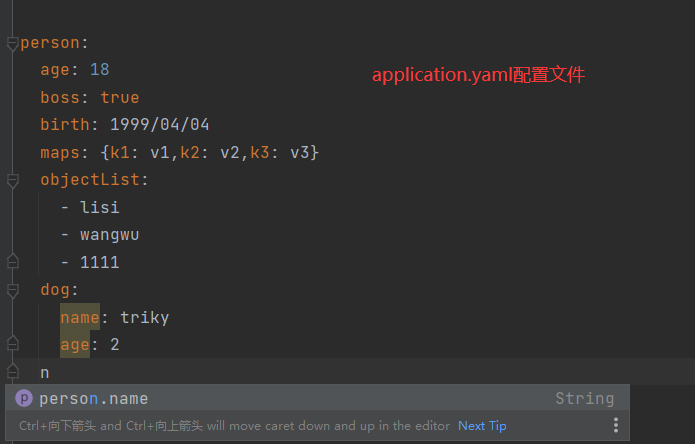 person:
age: 18
application.yaml配置文件
boss: true
birth: 1999/04/04
maps: {k1: v1,k2: v2,k3: v3}
objectList:
- lisi
- wangwu
- 1111
dog:
name: triky
age: 2
n
p person.name String
Ctrl+向下箭头 and Ctrl+向上箭头 will move caret down and up in the editor Next Tip